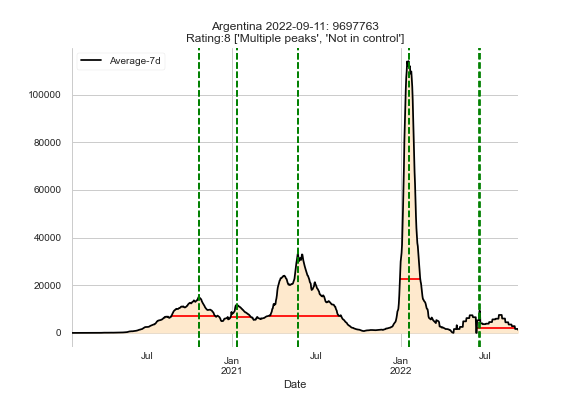 Argentina 2022-09-11: 9697763
Rating:8 ['Multiple peaks', 'Not in control']
Average-7d
100000
80000
60000
40000
20000
0
Jul
Jan
2021
Jul
Jan
2022
Jul
Date